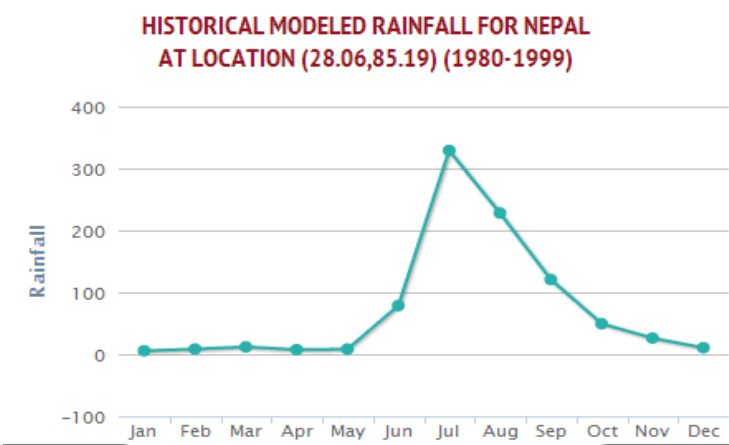 HISTORICAL MODELED RAINFALL FOR NEPAL
AT LOCATION (28.06,85.19) (1980-1999)
400
300
200
100
0
-100
Rainfall
Jan Feb Mar Apr May Jun Jul Aug Sep Oct Nov Dec